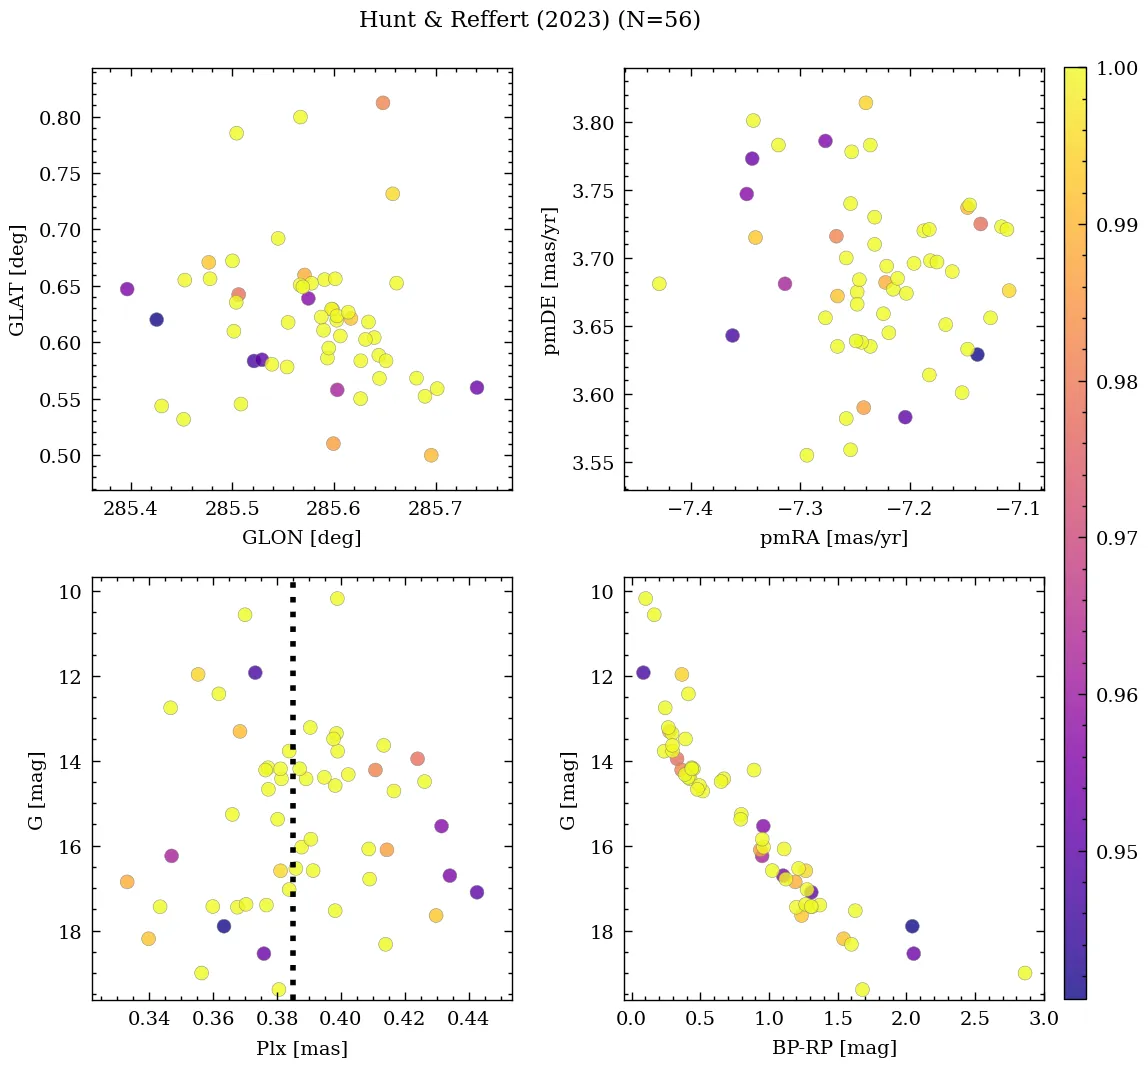 Hunt & Reffert (2023) (N=56)
0.80
0.75
0.70
0.65
0.60
0.55
0.50
GLAT [deg]
285.4 285.5 285.6 285.7
GLON [deg]
3.80
3.75
3.70
3.65
3.60
3.55
pmDE [mas/yr]
−7.4 −7.3 −7.2 −7.1
pmRA [mas/yr]
10
12
14
16
18
G [mag]
0.34 0.36 0.38 0.40 0.42 0.44
Plx [mas]
10
12
14
16
18
G [mag]
0.0 0.5 1.0 1.5 2.0 2.5 3.0
BP-RP [mag]
1.00
0.99
0.98
0.97
0.96
0.95